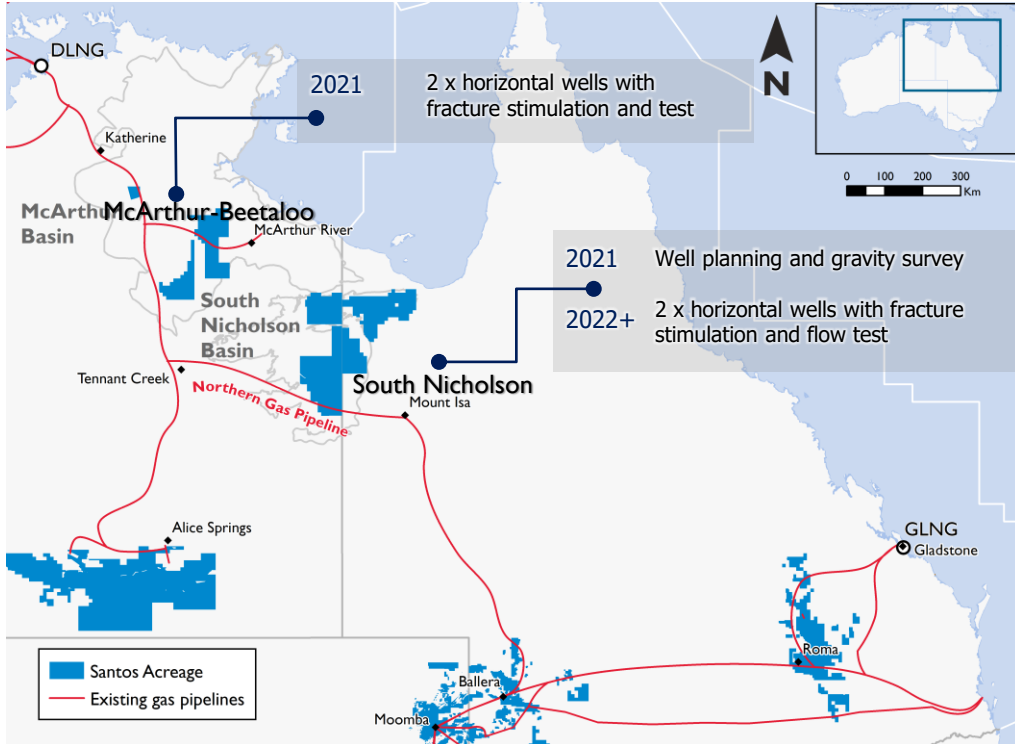 DLNG
2021
2 x horizontal wells with
fracture stimulation and test
N
0 100 200 300
Km
Katherine
McArthur-Beetaloo
McArthur
Basin
McArthur River
2021
Well planning and gravity survey
2022+
2 x horizontal wells with fracture
stimulation and flow test
South
Nicholson
Basin
Tennant Creek
Northern Gas Pipeline
South Nicholson
Mount Isa
Alice Springs
GLNG
Gladstone
Santos Acreage
Existing gas pipelines
Roma
Ballera
Moomba